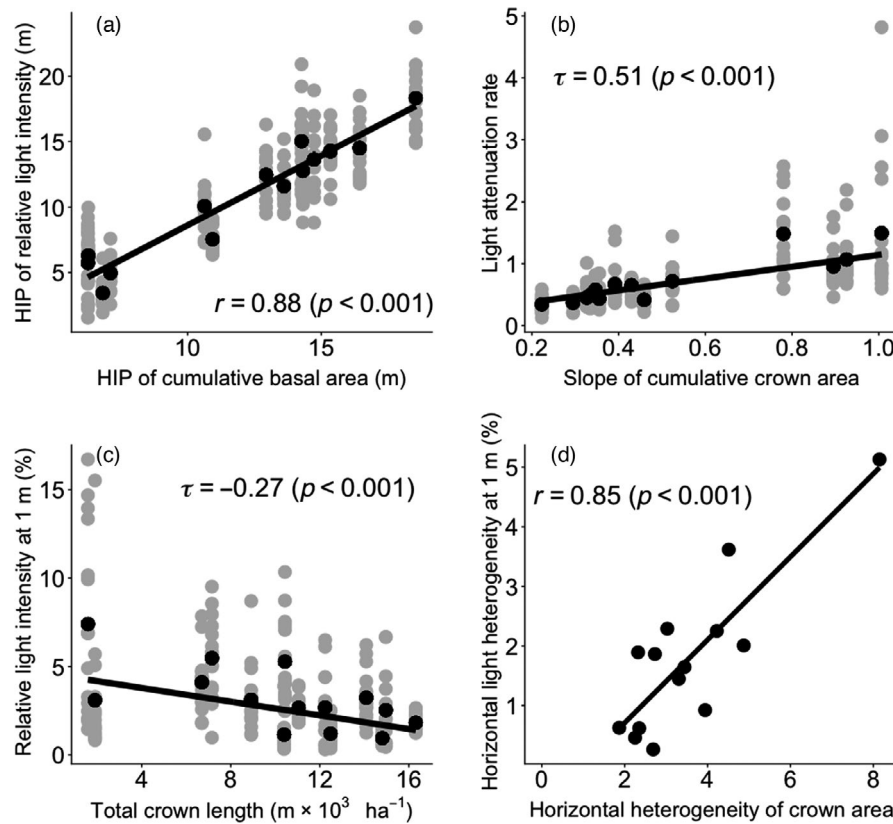 (a)
HIP of relative light intensity (m)
20
15
10
5
r = 0.88 (p < 0.001)
10
15
HIP of cumulative basal area (m)
(b)
Light attenuation rate
5
4
3
2
1
0
τ = 0.51 (p < 0.001)
0.2
0.4
0.6
0.8
1.0
Slope of cumulative crown area
(c)
Relative light intensity at 1 m (%)
15
10
5
0
τ = –0.27 (p < 0.001)
4
8
12
16
Total crown length (m × 10³ ha⁻¹)
(d)
Horizontal light heterogeneity at 1 m (%)
5
4
3
2
1
r = 0.85 (p < 0.001)
0
2
4
6
8
Horizontal heterogeneity of crown area